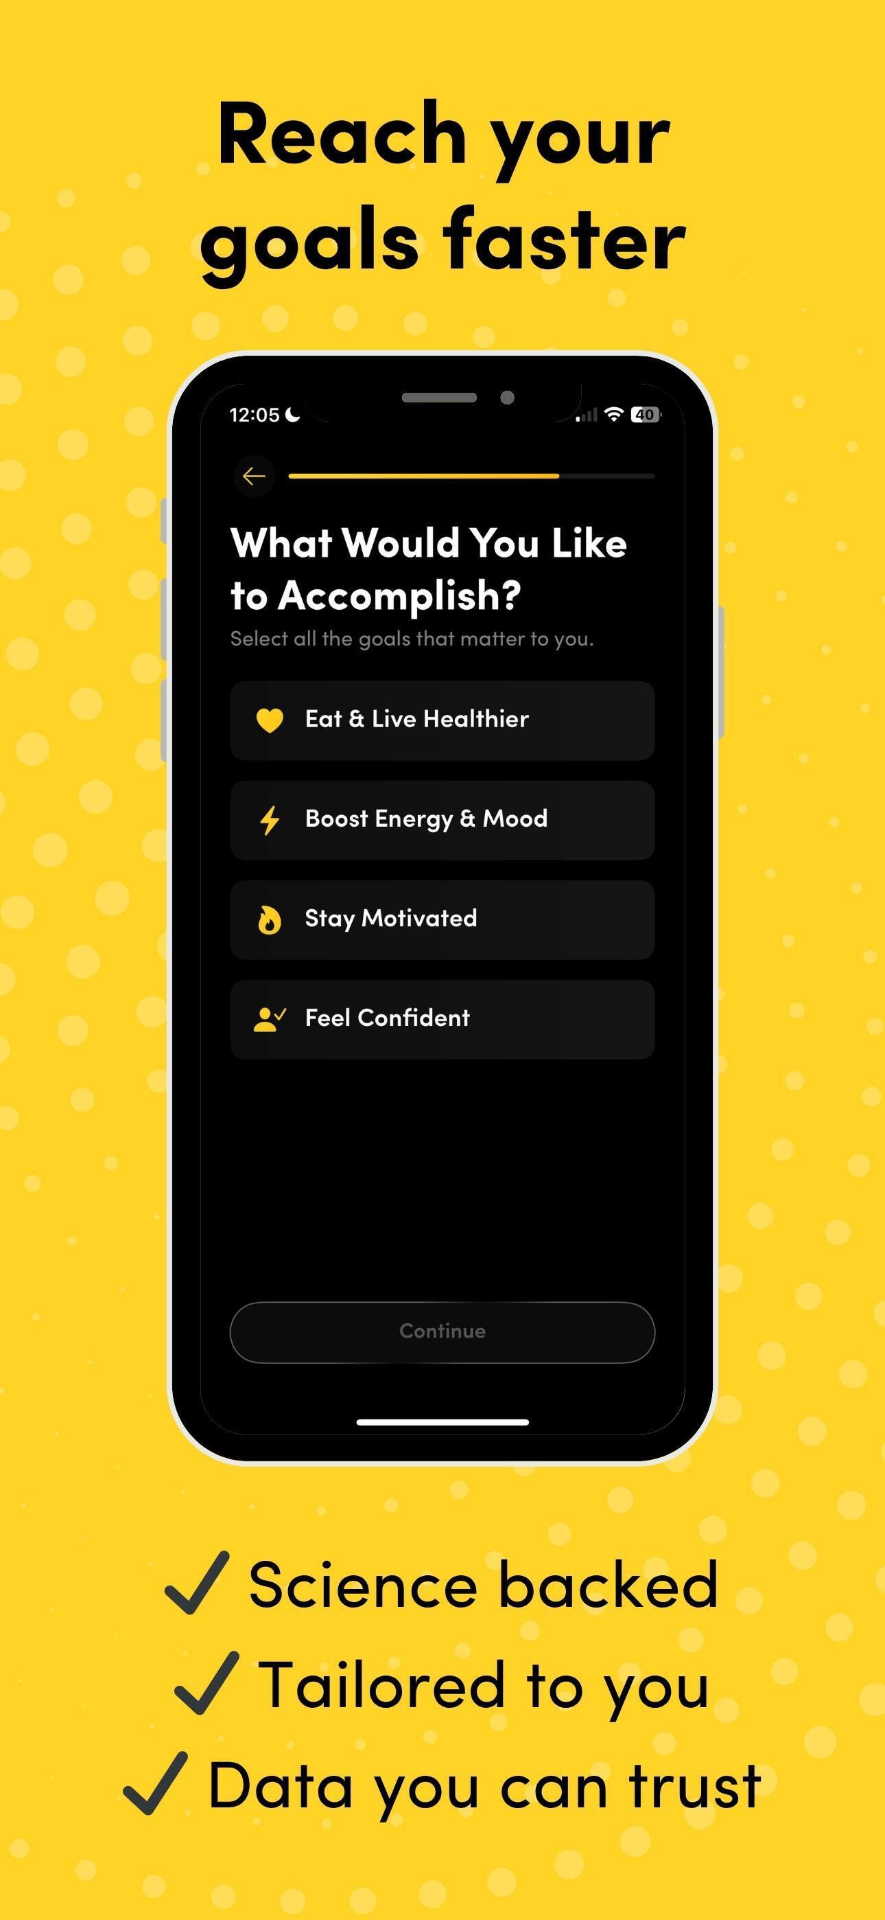 Reach your
goals faster
12:05
40
What Would You Like
to Accomplish?
Select all the goals that matter to you.
Eat & Live Healthier
Boost Energy & Mood
Stay Motivated
Feel Confident
Continue
Science backed
Tailored to you
Data you can trust